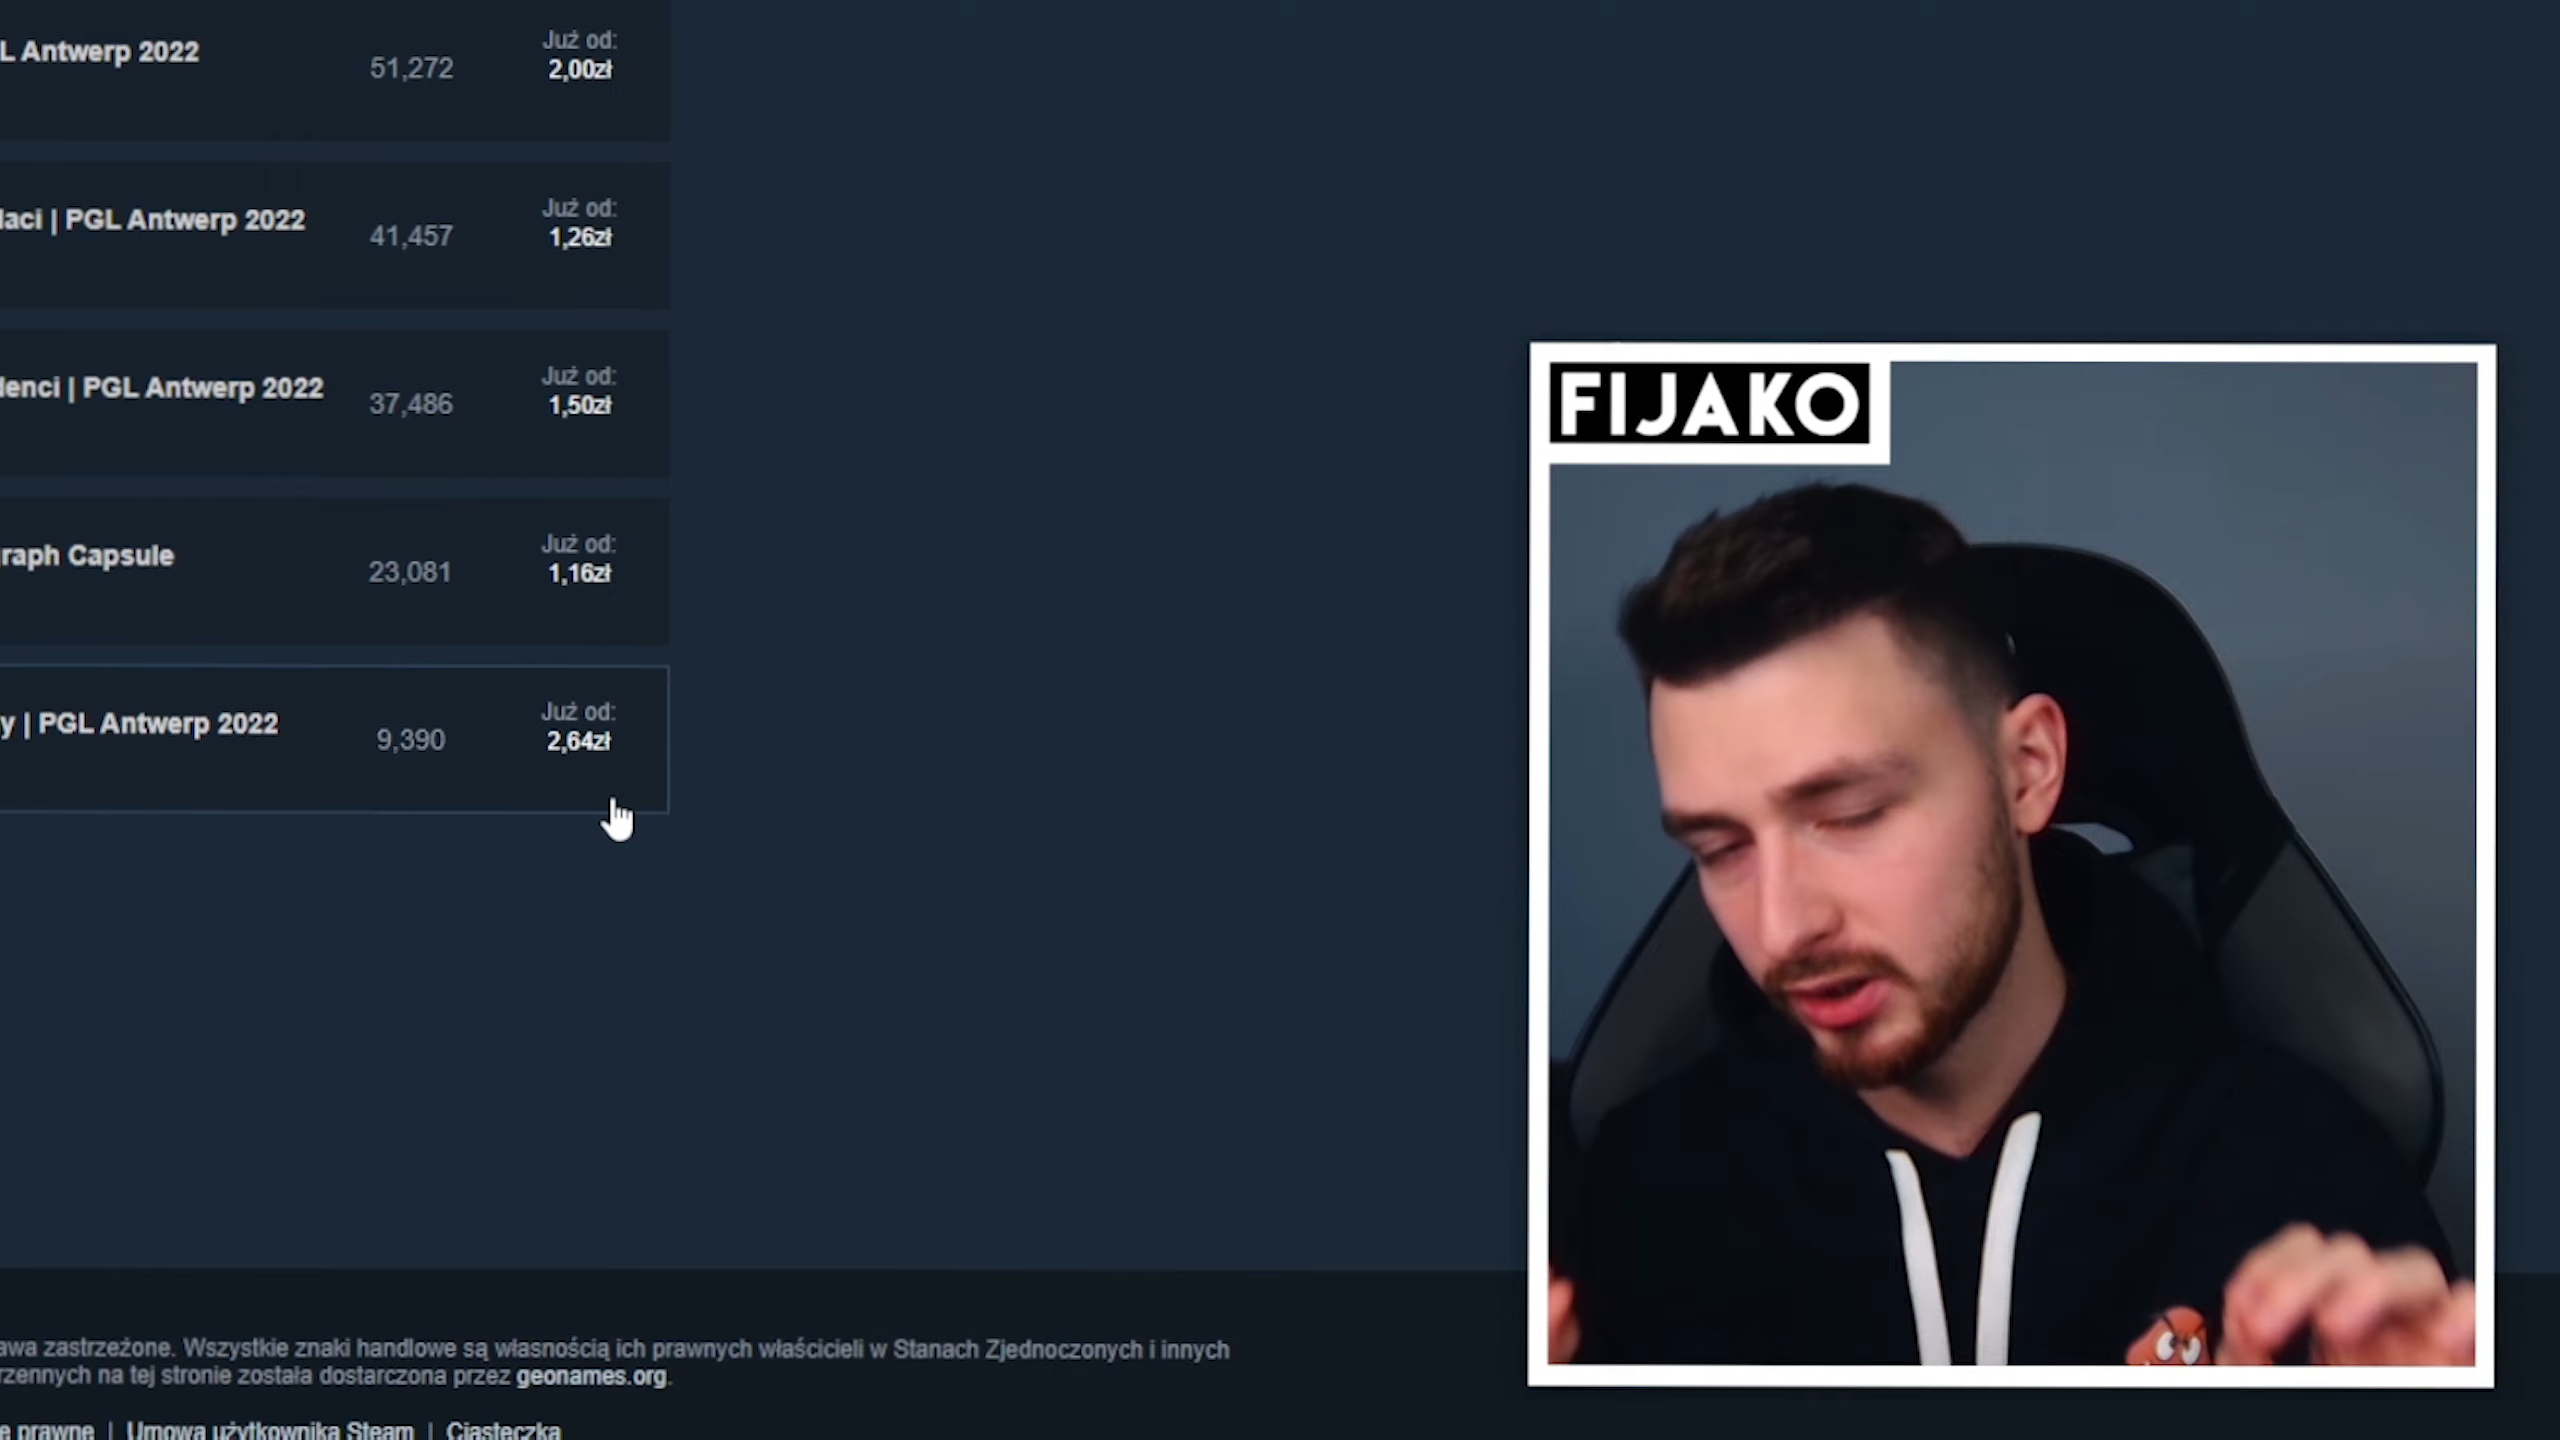 L Antwerp 2022
51,272
Już od:
2,00zł
laci | PGL Antwerp 2022
41,457
Już od:
1,26zł
denci | PGL Antwerp 2022
37,486
Już od:
1,50zł
raph Capsule
23,081
Już od:
1,16zł
y | PGL Antwerp 2022
9,390
Już od:
2,64zł
FIJAKO
awa zastrzeżone. Wszystkie znaki handlowe są własnością ich prawnych właścicieli w Stanach Zjednoczonych i innych
rzennych na tej stronie została dostarczona przez geonames.org.
e prawne | Umowa użytkownika Steam | Ciasteczka